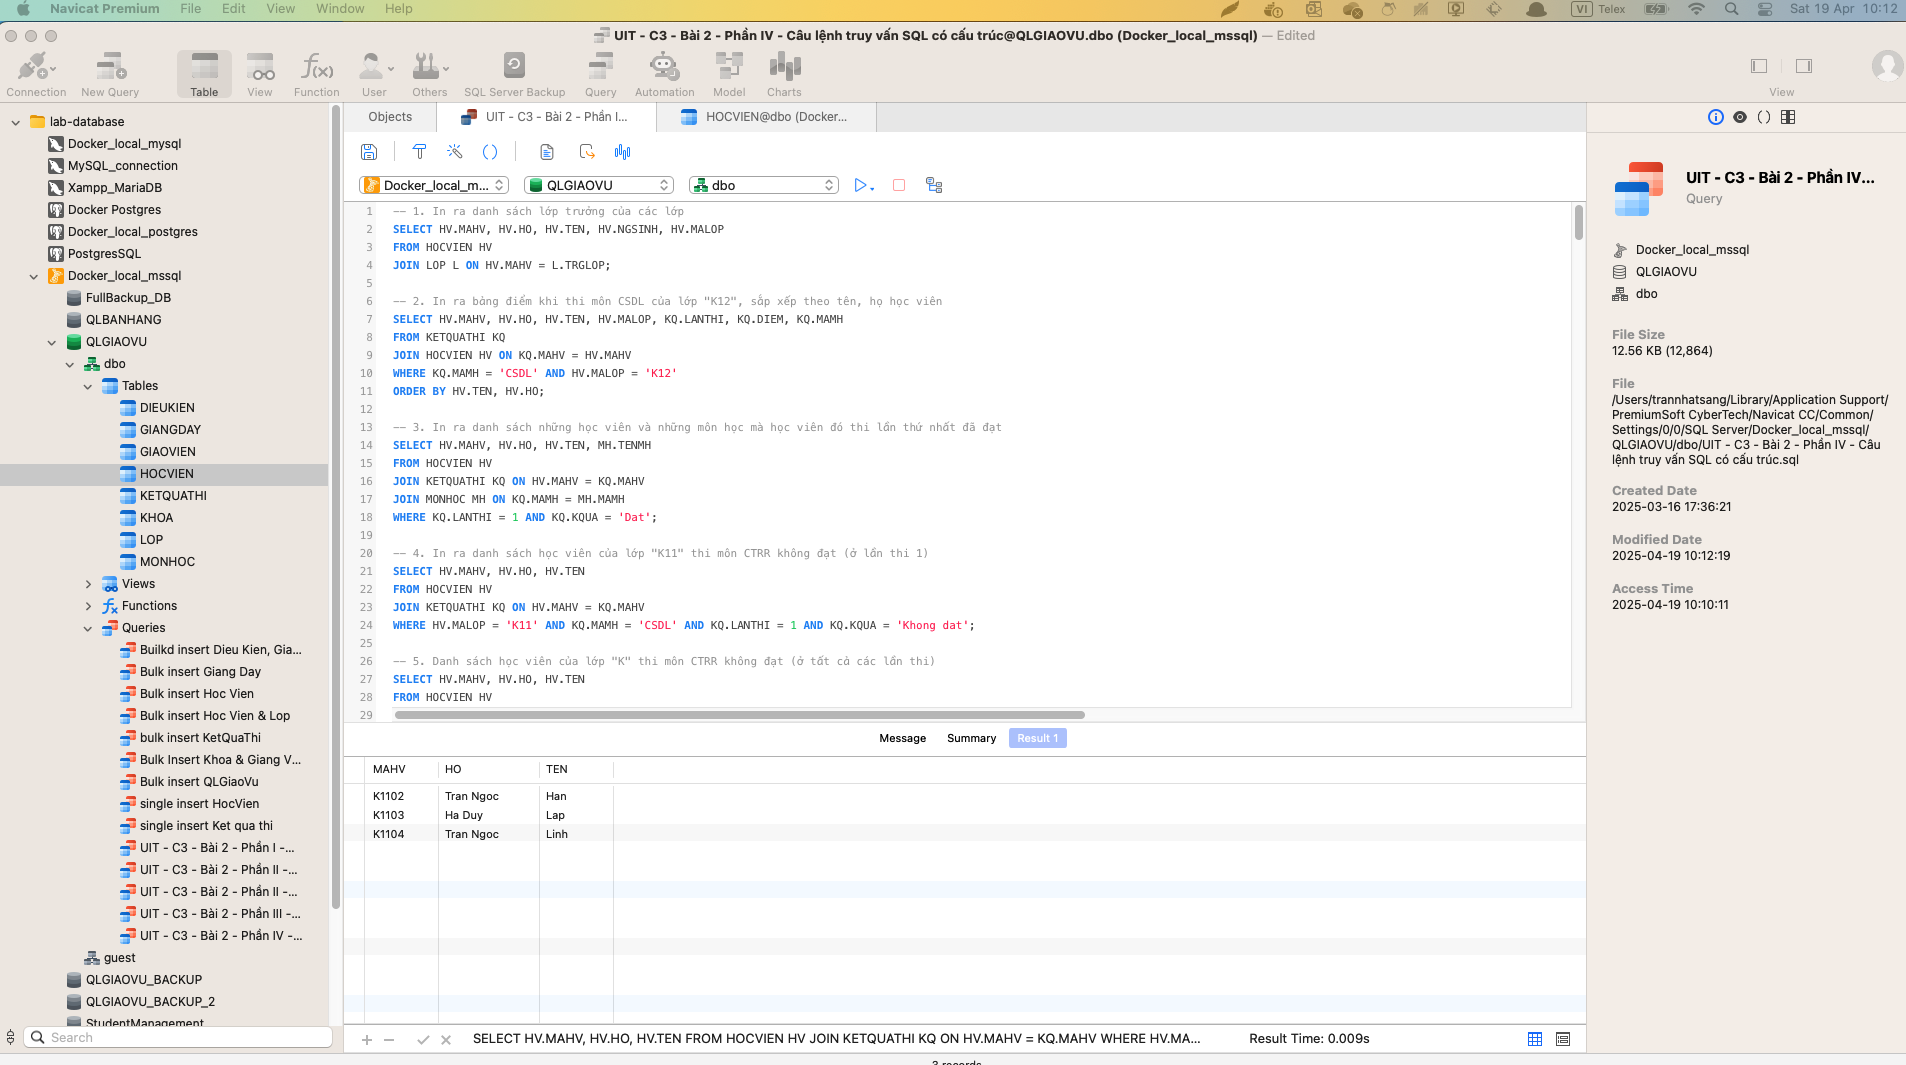 Navicat Premium File Edit View Window Help VI Telex Sat 19 Apr 10:12
UIT - C3 - Bài 2 - Phần IV - Câu lệnh truy vấn SQL có cấu trúc@QLGIAOVU.dbo (Docker_local_mssql) — Edited
Connection New Query Table View Function User Others SQL Server Backup Query Automation Model Charts View
lab-database
Docker_local_mysql
MySQL_connection
Xampp_MariaDB
Docker Postgres
Docker_local_postgres
PostgresSQL
Docker_local_mssql
FullBackup_DB
QLBANHANG
QLGIAOVU
dbo
Tables
DIEUKIEN
GIANGDAY
GIAOVIEN
HOCVIEN
KETQUATHI
KHOA
LOP
MONHOC
Views
Functions
Queries
Builkd insert Dieu Kien, Gia...
Bulk insert Giang Day
Bulk insert Hoc Vien
Bulk insert Hoc Vien & Lop
bulk insert KetQuaThi
Bulk Insert Khoa & Giang V...
Bulk insert QLGiaoVu
single insert HocVien
single insert Ket qua thi
UIT - C3 - Bài 2 - Phần I -...
UIT - C3 - Bài 2 - Phần II -...
UIT - C3 - Bài 2 - Phần II -...
UIT - C3 - Bài 2 - Phần III -...
UIT - C3 - Bài 2 - Phần IV -...
guest
QLGIAOVU_BACKUP
QLGIAOVU_BACKUP_2
StudentManagement
Search
Objects UIT - C3 - Bài 2 - Phần I... HOCVIEN@dbo (Docker...
Docker_local_m... QLGIAOVU dbo
1 -- 1. In ra danh sách lớp trưởng của các lớp
2 SELECT HV.MAHV, HV.HO, HV.TEN, HV.NGSINH, HV.MALOP
3 FROM HOCVIEN HV
4 JOIN LOP L ON HV.MAHV = L.TRGLOP;
5
6 -- 2. In ra bảng điểm khi thi môn CSDL của lớp "K12", sắp xếp theo tên, họ học viên
7 SELECT HV.MAHV, HV.HO, HV.TEN, HV.MALOP, KQ.LANTHI, KQ.DIEM, KQ.MAMH
8 FROM KETQUATHI KQ
9 JOIN HOCVIEN HV ON KQ.MAHV = HV.MAHV
10 WHERE KQ.MAMH = 'CSDL' AND HV.MALOP = 'K12'
11 ORDER BY HV.TEN, HV.HO;
12
13 -- 3. In ra danh sách những học viên và những môn học mà học viên đó thi lần thứ nhất đã đạt
14 SELECT HV.MAHV, HV.HO, HV.TEN, MH.TENMH
15 FROM HOCVIEN HV
16 JOIN KETQUATHI KQ ON HV.MAHV = KQ.MAHV
17 JOIN MONHOC MH ON KQ.MAMH = MH.MAMH
18 WHERE KQ.LANTHI = 1 AND KQ.KQUA = 'Dat';
19
20 -- 4. In ra danh sách học viên của lớp "K11" thi môn CTRR không đạt (ở lần thi 1)
21 SELECT HV.MAHV, HV.HO, HV.TEN
22 FROM HOCVIEN HV
23 JOIN KETQUATHI KQ ON HV.MAHV = KQ.MAHV
24 WHERE HV.MALOP = 'K11' AND KQ.MAMH = 'CSDL' AND KQ.LANTHI = 1 AND KQ.KQUA = 'Khong dat';
25
26 -- 5. Danh sách học viên của lớp "K" thi môn CTRR không đạt (ở tất cả các lần thi)
27 SELECT HV.MAHV, HV.HO, HV.TEN
28 FROM HOCVIEN HV
29
Message Summary Result 1
MAHV HO TEN
K1102 Tran Ngoc Han
K1103 Ha Duy Lap
K1104 Tran Ngoc Linh
SELECT HV.MAHV, HV.HO, HV.TEN FROM HOCVIEN HV JOIN KETQUATHI KQ ON HV.MAHV = KQ.MAHV WHERE HV.MA... Result Time: 0.009s
3 records
UIT - C3 - Bài 2 - Phần IV...
Query
Docker_local_mssql
QLGIAOVU
dbo
File Size
12.56 KB (12,864)
File
/Users/trannhatsang/Library/Application Support/
PremiumSoft CyberTech/Navicat CC/Common/
Settings/0/0/SQL Server/Docker_local_mssql/
QLGIAOVU/dbo/UIT - C3 - Bài 2 - Phần IV - Câu
lệnh truy vấn SQL có cấu trúc.sql
Created Date
2025-03-16 17:36:21
Modified Date
2025-04-19 10:12:19
Access Time
2025-04-19 10:10:11